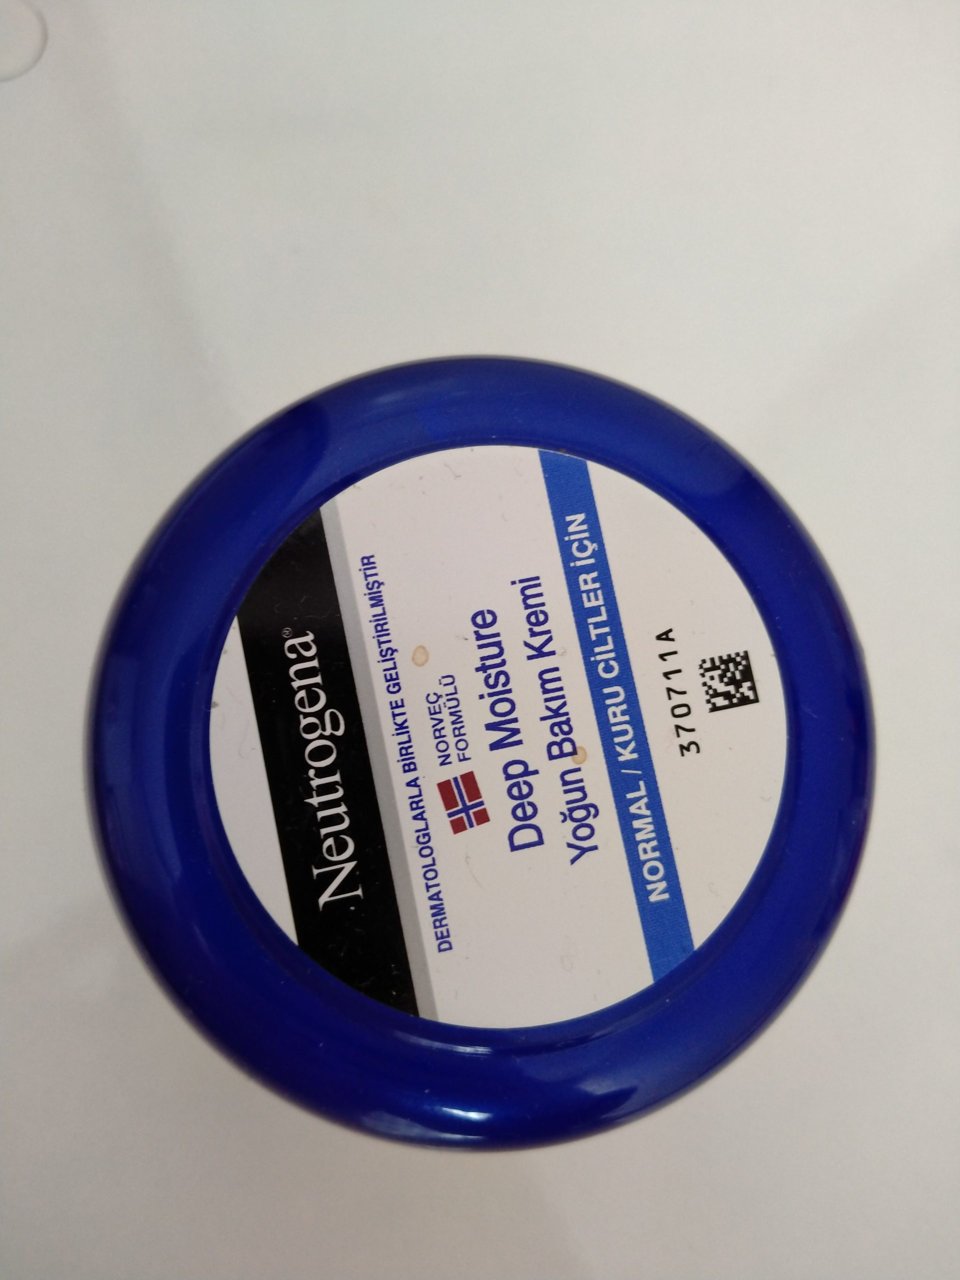 Neutrogena®
DERMATOLOGLARLA BİRLİKTE GELİŞTİRİLMİŞTİR
NORVEÇ
FORMÜLÜ
Deep Moisture
Yoğun Bakım Kremi
NORMAL / KURU CİLTLER İÇİN
370711A